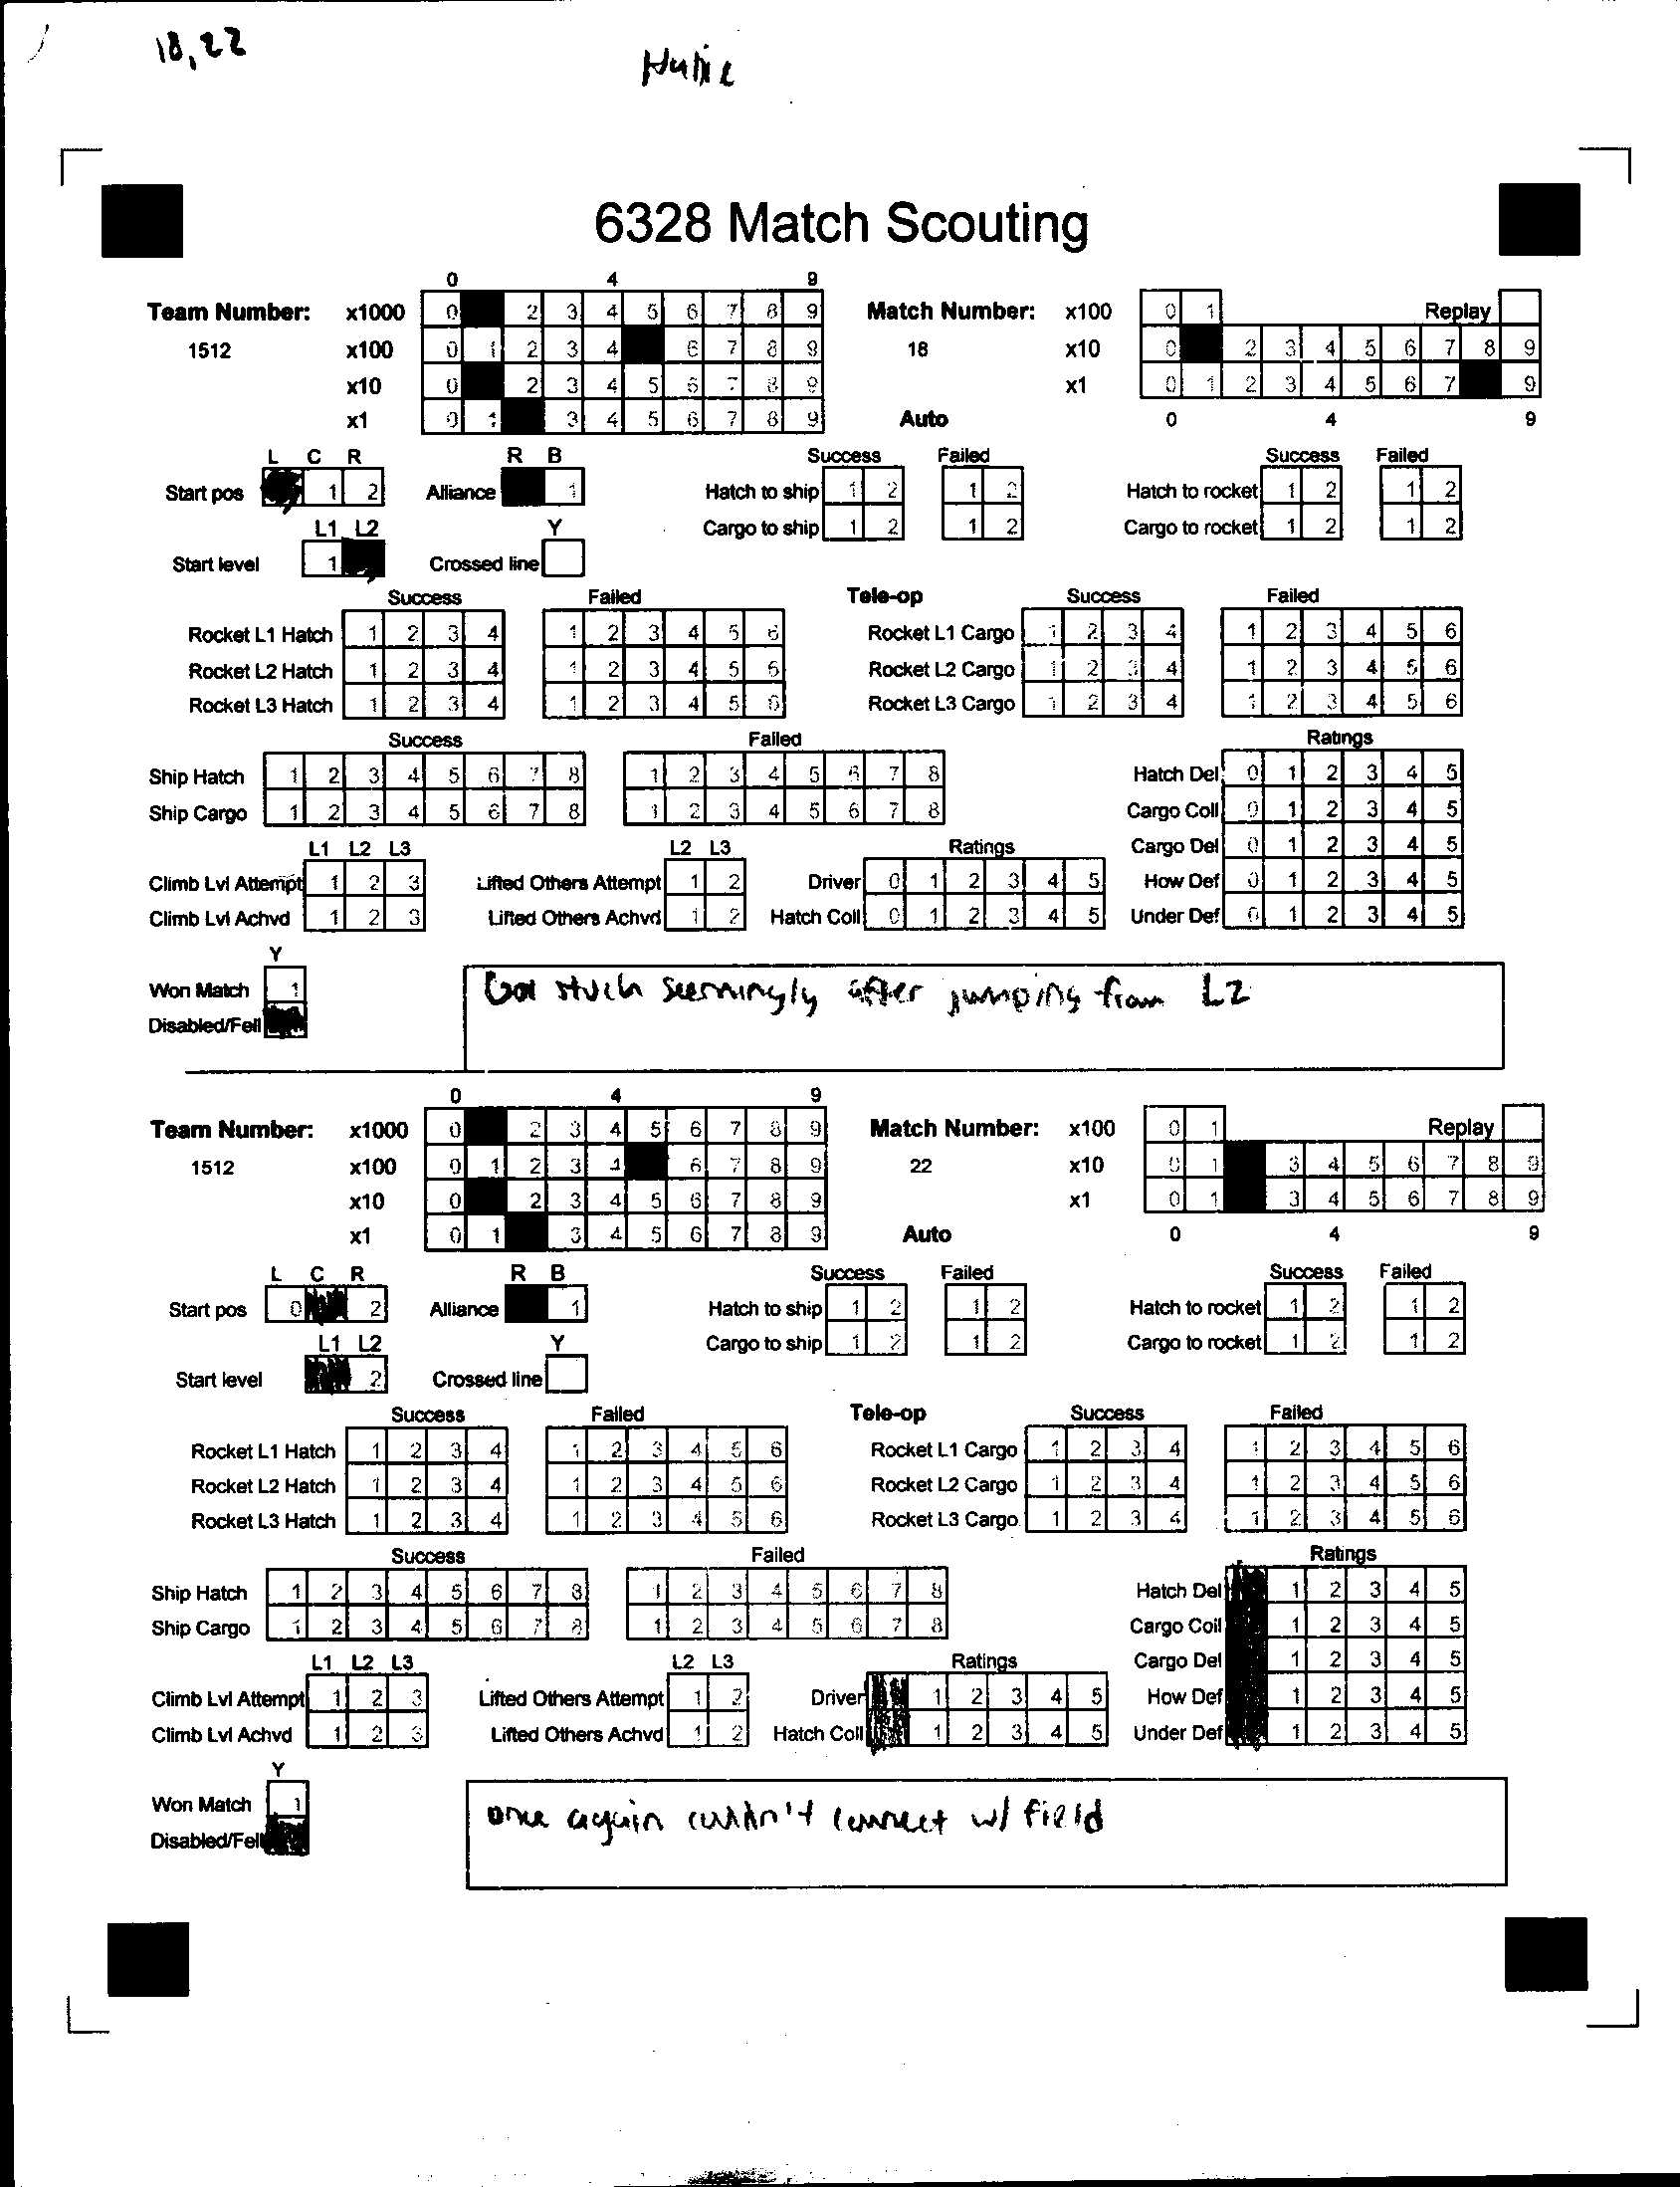 18, 22
6328 Match Scouting
0 4 9
Team Number: x1000 0 2 3 4 5 6 7 8 9 Match Number: x100 0 1 Replay
1512 x100 0 1 2 3 4 6 7 8 9 18 x10 0 2 3 4 5 6 7 8 9
x10 0 2 3 4 5 6 7 8 9 x1 0 1 2 3 4 5 6 7 9
x1 0 1 3 4 5 6 7 8 9 Auto 0 4 9
L C R R B Success Failed Success Failed
Start pos 1 2 Alliance 1 Hatch to ship 1 2 1 2 Hatch to rocket 1 2 1 2
L1 L2 Y Cargo to ship 1 2 1 2 Cargo to rocket 1 2 1 2
Start level 1 Crossed line
Success Failed Tele-op Success Failed
Rocket L1 Hatch 1 2 3 4 1 2 3 4 5 6 Rocket L1 Cargo 1 2 3 4 1 2 3 4 5 6
Rocket L2 Hatch 1 2 3 4 1 2 3 4 5 6 Rocket L2 Cargo 1 2 3 4 1 2 3 4 5 6
Rocket L3 Hatch 1 2 3 4 1 2 3 4 5 6 Rocket L3 Cargo 1 2 3 4 1 2 3 4 5 6
Success Failed Ratings
Ship Hatch 1 2 3 4 5 6 7 8 1 2 3 4 5 6 7 8 Hatch Del 0 1 2 3 4 5
Ship Cargo 1 2 3 4 5 6 7 8 1 2 3 4 5 6 7 8 Cargo Coll 0 1 2 3 4 5
L1 L2 L3 L2 L3 Ratings Cargo Del 0 1 2 3 4 5
Climb Lvl Attempt 1 2 3 Lifted Others Attempt 1 2 Driver 0 1 2 3 4 5 How Def 0 1 2 3 4 5
Climb Lvl Achvd 1 2 3 Lifted Others Achvd 1 2 Hatch Coll 0 1 2 3 4 5 Under Def 0 1 2 3 4 5
Y
Won Match 1 Got stuck seemingly after jumping from L2
Disabled/Fell
0 4 9
Team Number: x1000 0 2 3 4 5 6 7 8 9 Match Number: x100 0 1 Replay
1512 x100 0 1 2 3 4 6 7 8 9 22 x10 0 1 3 4 5 6 7 8 9
x10 0 2 3 4 5 6 7 8 9 x1 0 1 3 4 5 6 7 8 9
x1 0 1 3 4 5 6 7 8 9 Auto 0 4 9
L C R R B Success Failed Success Failed
Start pos 0 2 Alliance 1 Hatch to ship 1 2 1 2 Hatch to rocket 1 2 1 2
L1 L2 Y Cargo to ship 1 2 1 2 Cargo to rocket 1 2 1 2
Start level 2 Crossed line
Success Failed Tele-op Success Failed
Rocket L1 Hatch 1 2 3 4 1 2 3 4 5 6 Rocket L1 Cargo 1 2 3 4 1 2 3 4 5 6
Rocket L2 Hatch 1 2 3 4 1 2 3 4 5 6 Rocket L2 Cargo 1 2 3 4 1 2 3 4 5 6
Rocket L3 Hatch 1 2 3 4 1 2 3 4 5 6 Rocket L3 Cargo 1 2 3 4 1 2 3 4 5 6
Success Failed Ratings
Ship Hatch 1 2 3 4 5 6 7 8 1 2 3 4 5 6 7 8 Hatch Del 1 2 3 4 5
Ship Cargo 1 2 3 4 5 6 7 8 1 2 3 4 5 6 7 8 Cargo Coll 1 2 3 4 5
L1 L2 L3 L2 L3 Ratings Cargo Del 1 2 3 4 5
Climb Lvl Attempt 1 2 3 Lifted Others Attempt 1 2 Driver 1 2 3 4 5 How Def 1 2 3 4 5
Climb Lvl Achvd 1 2 3 Lifted Others Achvd 1 2 Hatch Coll 1 2 3 4 5 Under Def 1 2 3 4 5
Y
Won Match 1 once again couldn't connect w/ field
Disabled/Fell